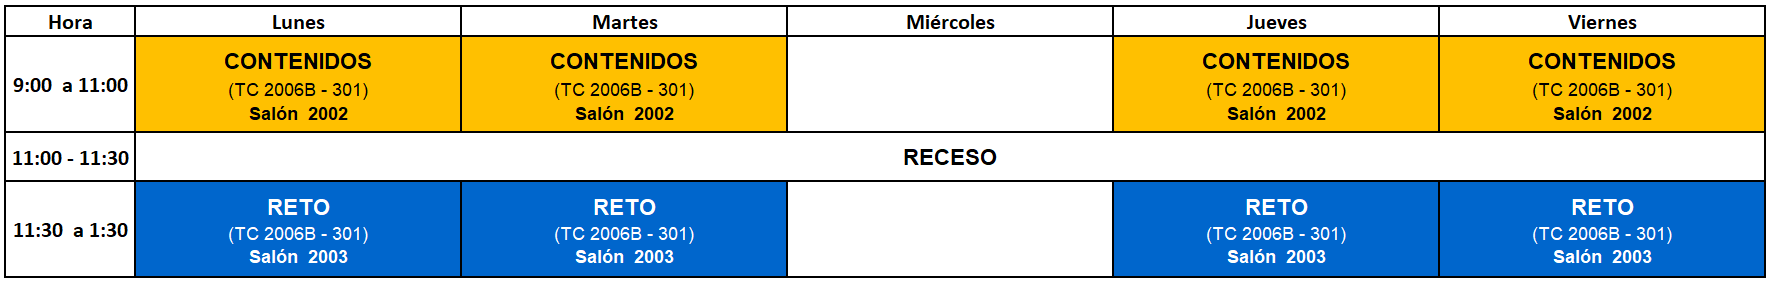 Hora Lunes Martes Miércoles Jueves Viernes
9:00 a 11:00
CONTENIDOS CONTENIDOS CONTENIDOS CONTENIDOS
(TC 2006B - 301) (TC 2006B - 301) (TC 2006B - 301) (TC 2006B - 301)
Salón 2002 Salón 2002 Salón 2002 Salón 2002
11:00 - 11:30 RECESO
11:30 a 1:30
RETO RETO RETO RETO
(TC 2006B - 301) (TC 2006B - 301) (TC 2006B - 301) (TC 2006B - 301)
Salón 2003 Salón 2003 Salón 2003 Salón 2003